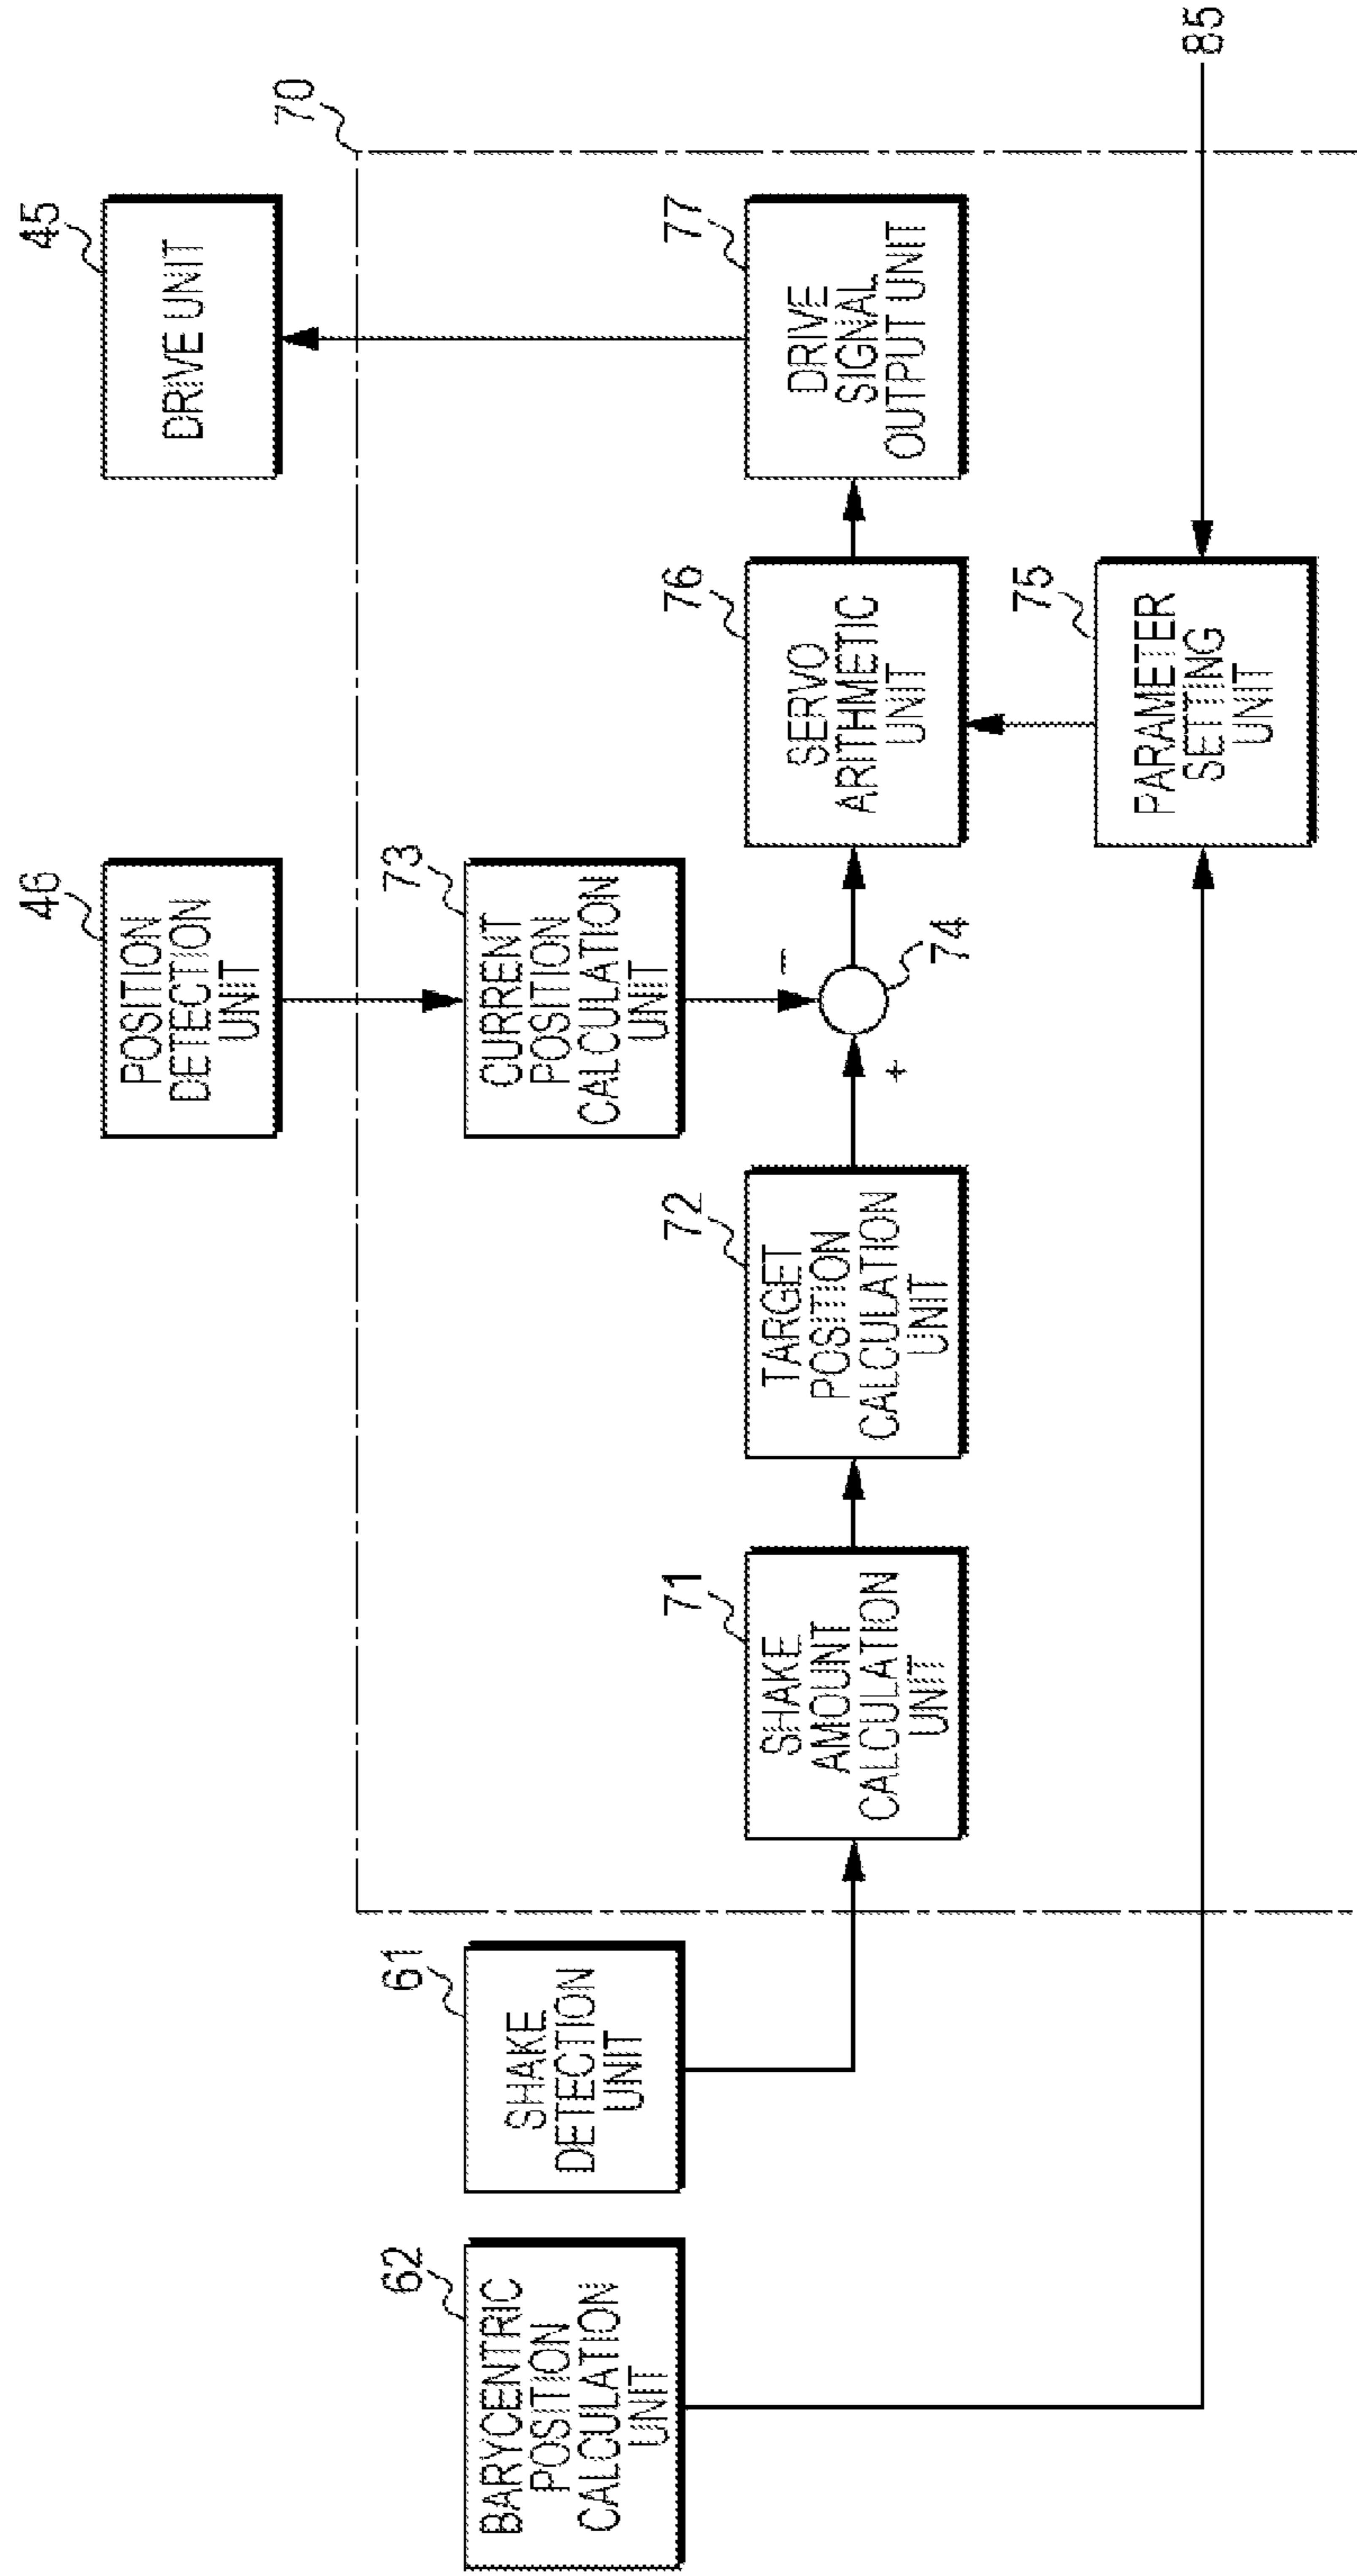 45
DRIVE UNIT
46
POSITION
DETECTION
UNIT
70
62
BARYCENTRIC
POSITION
CALCULATION
UNIT
61
SHAKE
DETECTION
UNIT
73
CURRENT
POSITION
CALCULATION
UNIT
71
SHAKE
AMOUNT
CALCULATION
UNIT
72
TARGET
POSITION
CALCULATION
UNIT
+
−
74
76
SERVO
ARITHMETIC
UNIT
77
DRIVE
SIGNAL
OUTPUT UNIT
75
PARAMETER
SETTING
UNIT
85